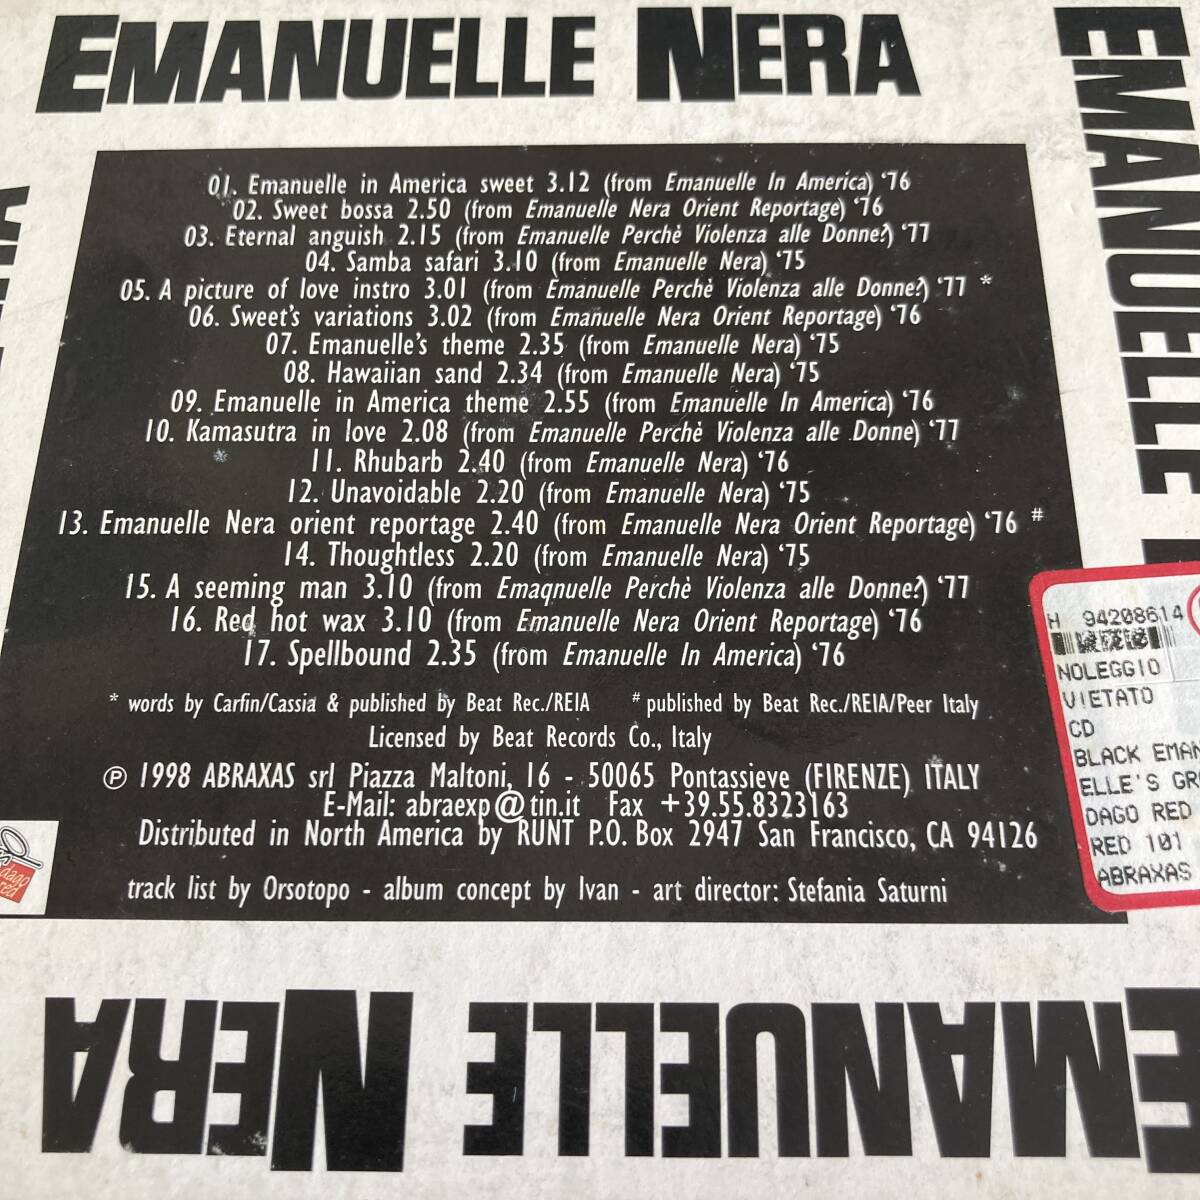 EMANUELLE NERA
01. Emanuelle in America sweet 3.12 (from Emanuelle In America) '76
02. Sweet bossa 2.50 (from Emanuelle Nera Orient Reportage) '76
03. Eternal anguish 2.15 (from Emanuelle Perchè Violenza alle Donne?) '77
04. Samba safari 3.10 (from Emanuelle Nera) '75
05. A picture of love instro 3.01 (from Emanuelle Perchè Violenza alle Donne?) '77 *
06. Sweet's variations 3.02 (from Emanuelle Nera Orient Reportage) '76
07. Emanuelle's theme 2.35 (from Emanuelle Nera) '75
08. Hawaiian sand 2.34 (from Emanuelle Nera) '75
09. Emanuelle in America theme 2.55 (from Emanuelle In America) '76
10. Kamasutra in love 2.08 (from Emanuelle Perchè Violenza alle Donne) '77
11. Rhubarb 2.40 (from Emanuelle Nera) '76
12. Unavoidable 2.20 (from Emanuelle Nera) '75
13. Emanuelle Nera orient reportage 2.40 (from Emanuelle Nera Orient Reportage) '76 #
14. Thoughtless 2.20 (from Emanuelle Nera) '75
15. A seeming man 3.10 (from Emaqnuelle Perchè Violenza alle Donne?) '77
16. Red hot wax 3.10 (from Emanuelle Nera Orient Reportage) '76
17. Spellbound 2.35 (from Emanuelle In America) '76
* words by Carfin/Cassia & published by Beat Rec./REIA # published by Beat Rec./REIA/Peer Italy
Licensed by Beat Records Co., Italy
℗ 1998 ABRAXAS srl Piazza Maltoni, 16 - 50065 Pontassieve (FIRENZE) ITALY
E-Mail: abraexp@tin.it Fax +39.55.8323163
Distributed in North America by RUNT P.O. Box 2947 San Francisco, CA 94126
track list by Orsotopo - album concept by Ivan - art director: Stefania Saturni
dago red
EMANUELLE
H 94208614
NOLEGGIO
VIETATO
CD
BLACK EMAN
ELLE'S GR
DAGO RED
RED 101
ABRAXAS
EMANUELLE NERA